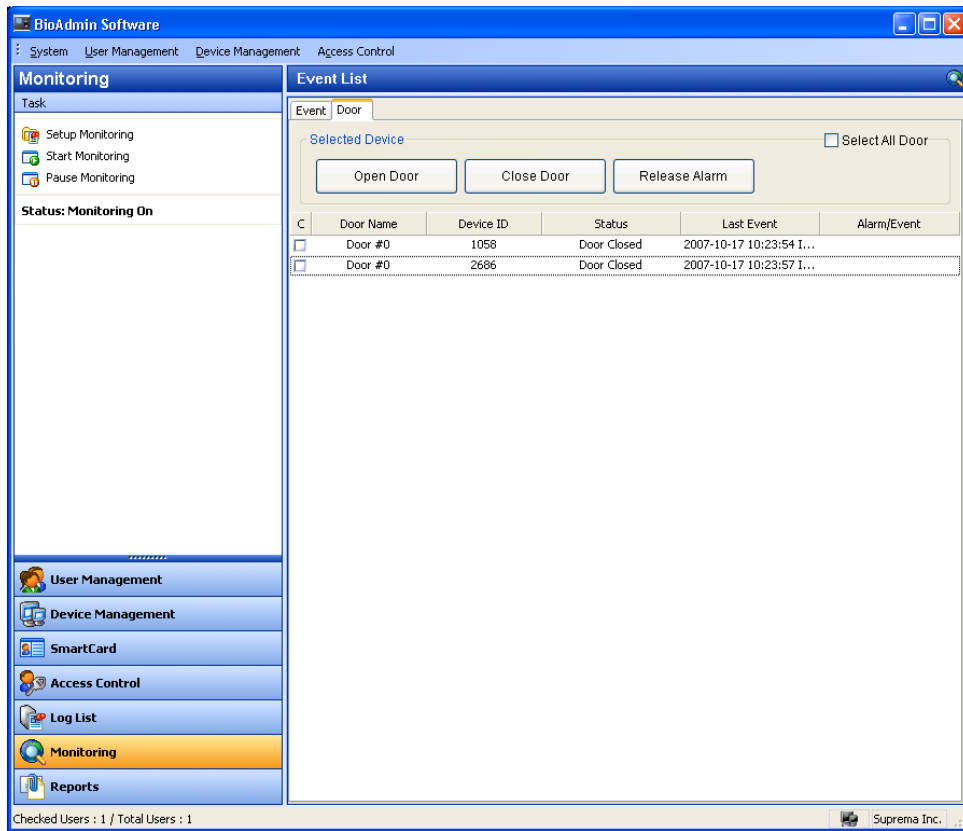 BioAdmin Software
System User Management Device Management Access Control
Monitoring
Task
Setup Monitoring
Start Monitoring
Pause Monitoring
Status: Monitoring On
User Management
Device Management
SmartCard
Access Control
Log List
Monitoring
Reports
Event List
Event Door
Selected Device
Select All Door
Open Door Close Door Release Alarm
C Door Name Device ID Status Last Event Alarm/Event
Door #0 1058 Door Closed 2007-10-17 10:23:54 I...
Door #0 2686 Door Closed 2007-10-17 10:23:57 I...
Checked Users : 1 / Total Users : 1
Suprema Inc.